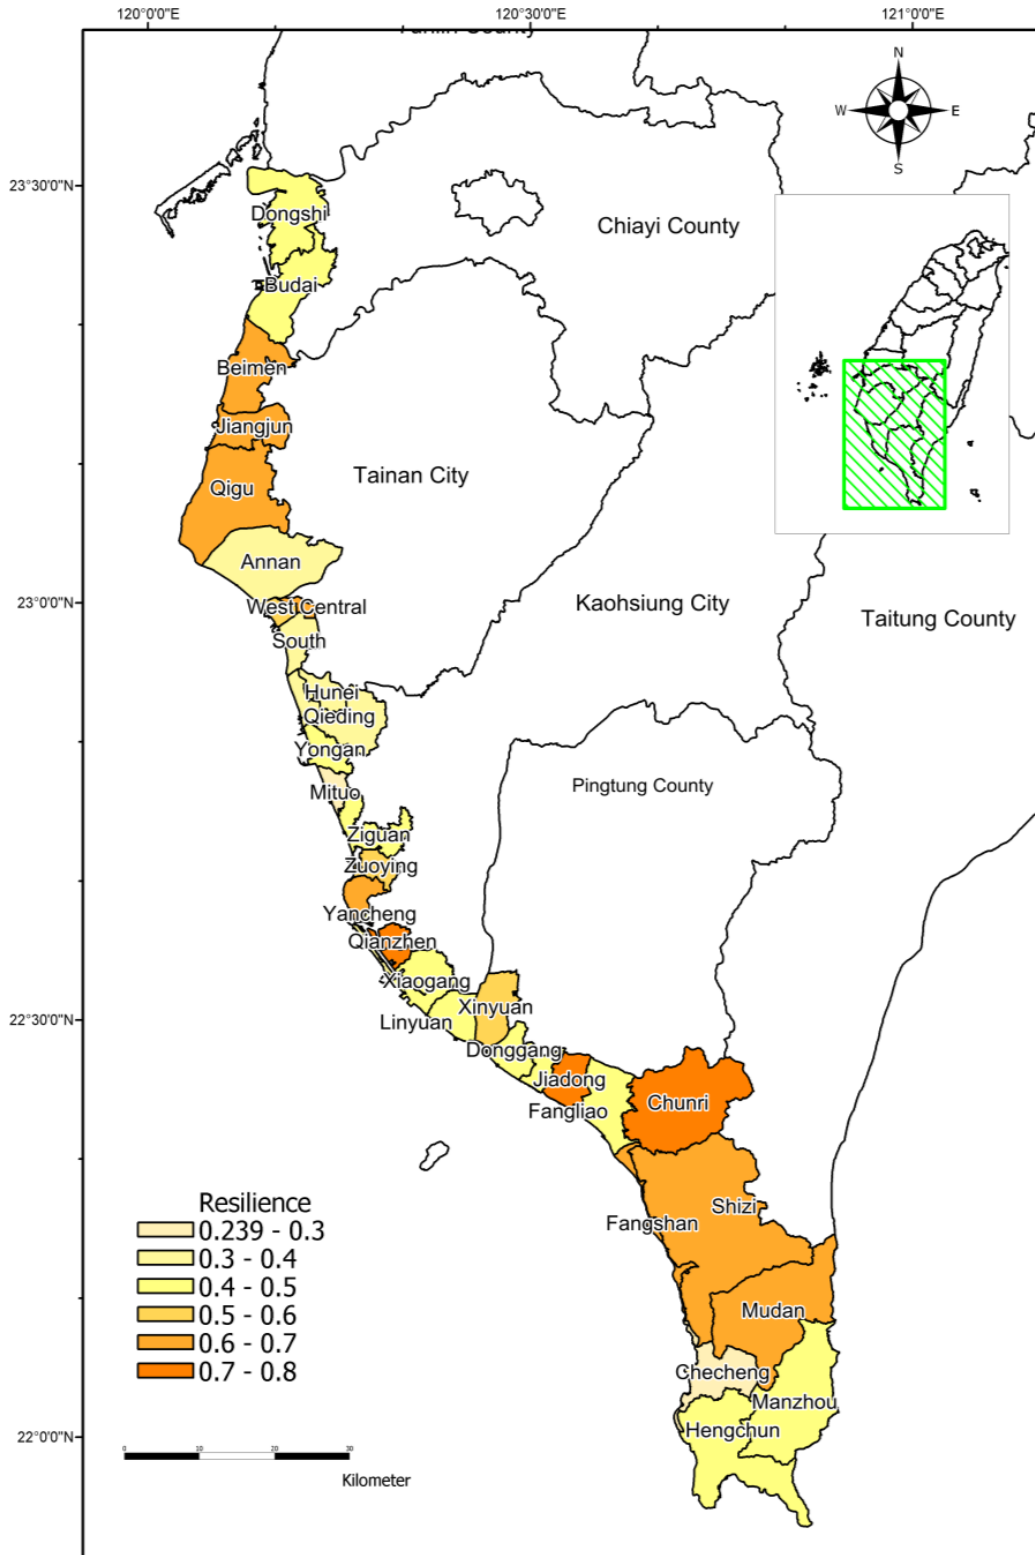 120°0'0"E
120°30'0"E
121°0'0"E
N
W
E
S
23°30'0"N
23°0'0"N
22°30'0"N
22°0'0"N
Dongshi
Chiayi County
Budai
Beimen
Jiangjun
Tainan City
Qigu
Annan
West Central
Kaohsiung City
Taitung County
South
Hunei
Qieding
Yongan
Mituo
Pingtung County
Ziguan
Zuoying
Yancheng
Qianzhen
Xiaogang
Xinyuan
Linyuan
Donggang
Jiadong
Fangliao
Chunri
Shizi
Fangshan
Mudan
Checheng
Manzhou
Hengchun
Resilience
0.239 - 0.3
0.3 - 0.4
0.4 - 0.5
0.5 - 0.6
0.6 - 0.7
0.7 - 0.8
0 10 20 30
Kilometer